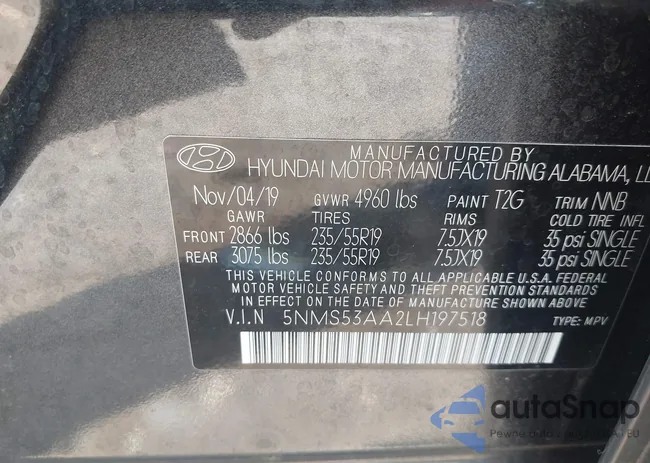 MANUFACTURED BY
HYUNDAI MOTOR MANUFACTURING ALABAMA, LL
Nov/04/19 GVWR 4960 lbs PAINT T2G TRIM NNB
GAWR TIRES RIMS COLD TIRE INFL
FRONT 2866 lbs 235/55R19 7.5JX19 35 psi SINGLE
REAR 3075 lbs 235/55R19 7.5JX19 35 psi SINGLE
THIS VEHICLE CONFORMS TO ALL APPLICABLE U.S.A. FEDERAL
MOTOR VEHICLE SAFETY AND THEFT PREVENTION STANDARDS
IN EFFECT ON THE DATE OF MANUFACTURE SHOWN ABOVE
V.I.N 5NMS53AA2LH197518 TYPE: MPV
autoSnap
Pewne auto EU